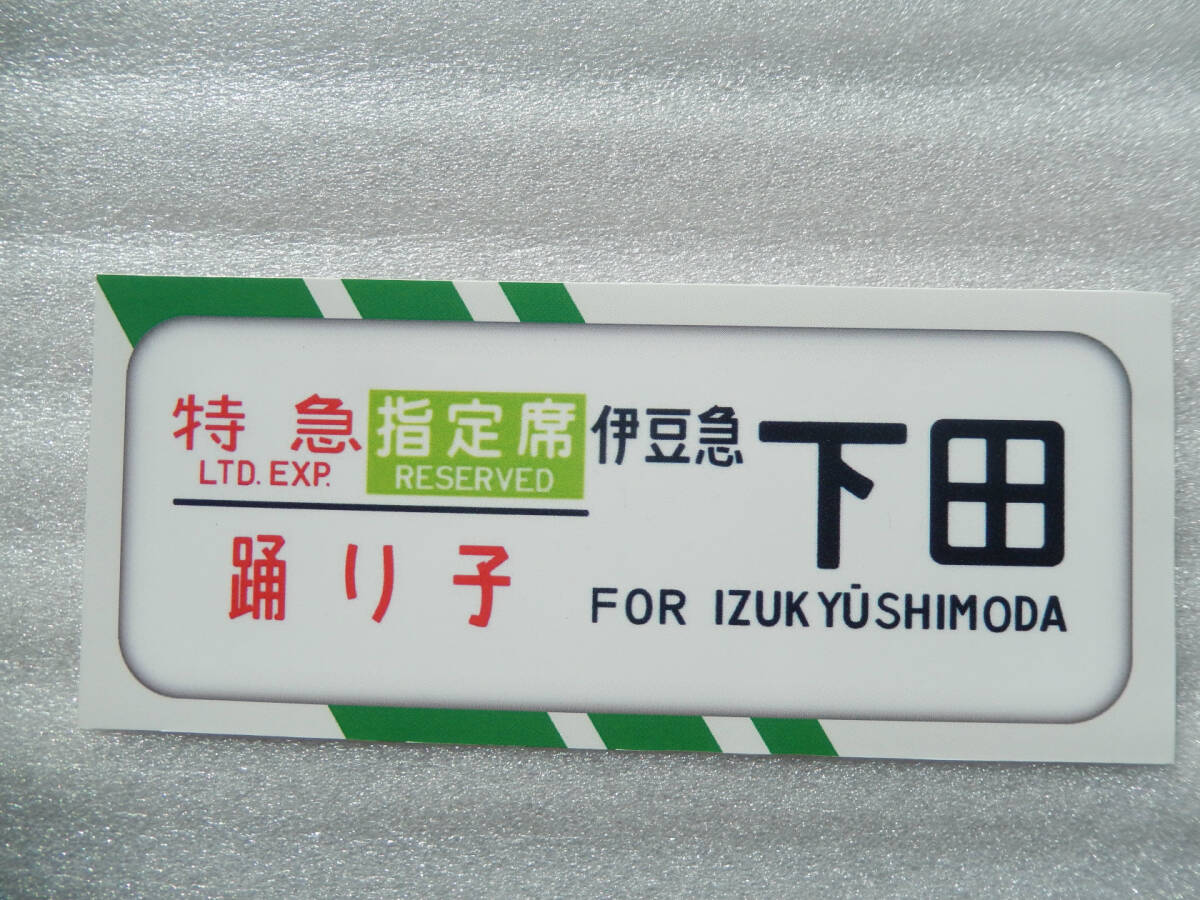 特急 指定席 伊豆急 下田
LTD. EXP. RESERVED
踊り子 FOR IZUKYŪSHIMODA